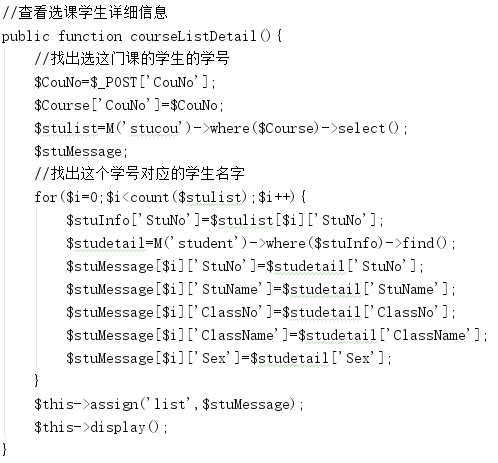 //查看选课学生详细信息
public function courseListDetail(){
//找出选这门课的学生的学号
$CouNo=$_POST['CouNo'];
$Course['CouNo']=$CouNo;
$stulist=M('stucou')->where($Course)->select();
$stuMessage;
//找出这个学号对应的学生名字
for($i=0;$i<count($stulist);$i++){
$stuInfo['StuNo']=$stulist[$i]['StuNo'];
$studetail=M('student')->where($stuInfo)->find();
$stuMessage[$i]['StuNo']=$studetail['StuNo'];
$stuMessage[$i]['StuName']=$studetail['StuName'];
$stuMessage[$i]['ClassNo']=$studetail['ClassNo'];
$stuMessage[$i]['ClassName']=$studetail['ClassName'];
$stuMessage[$i]['Sex']=$studetail['Sex'];
}
$this->assign('list',$stuMessage);
$this->display();
}